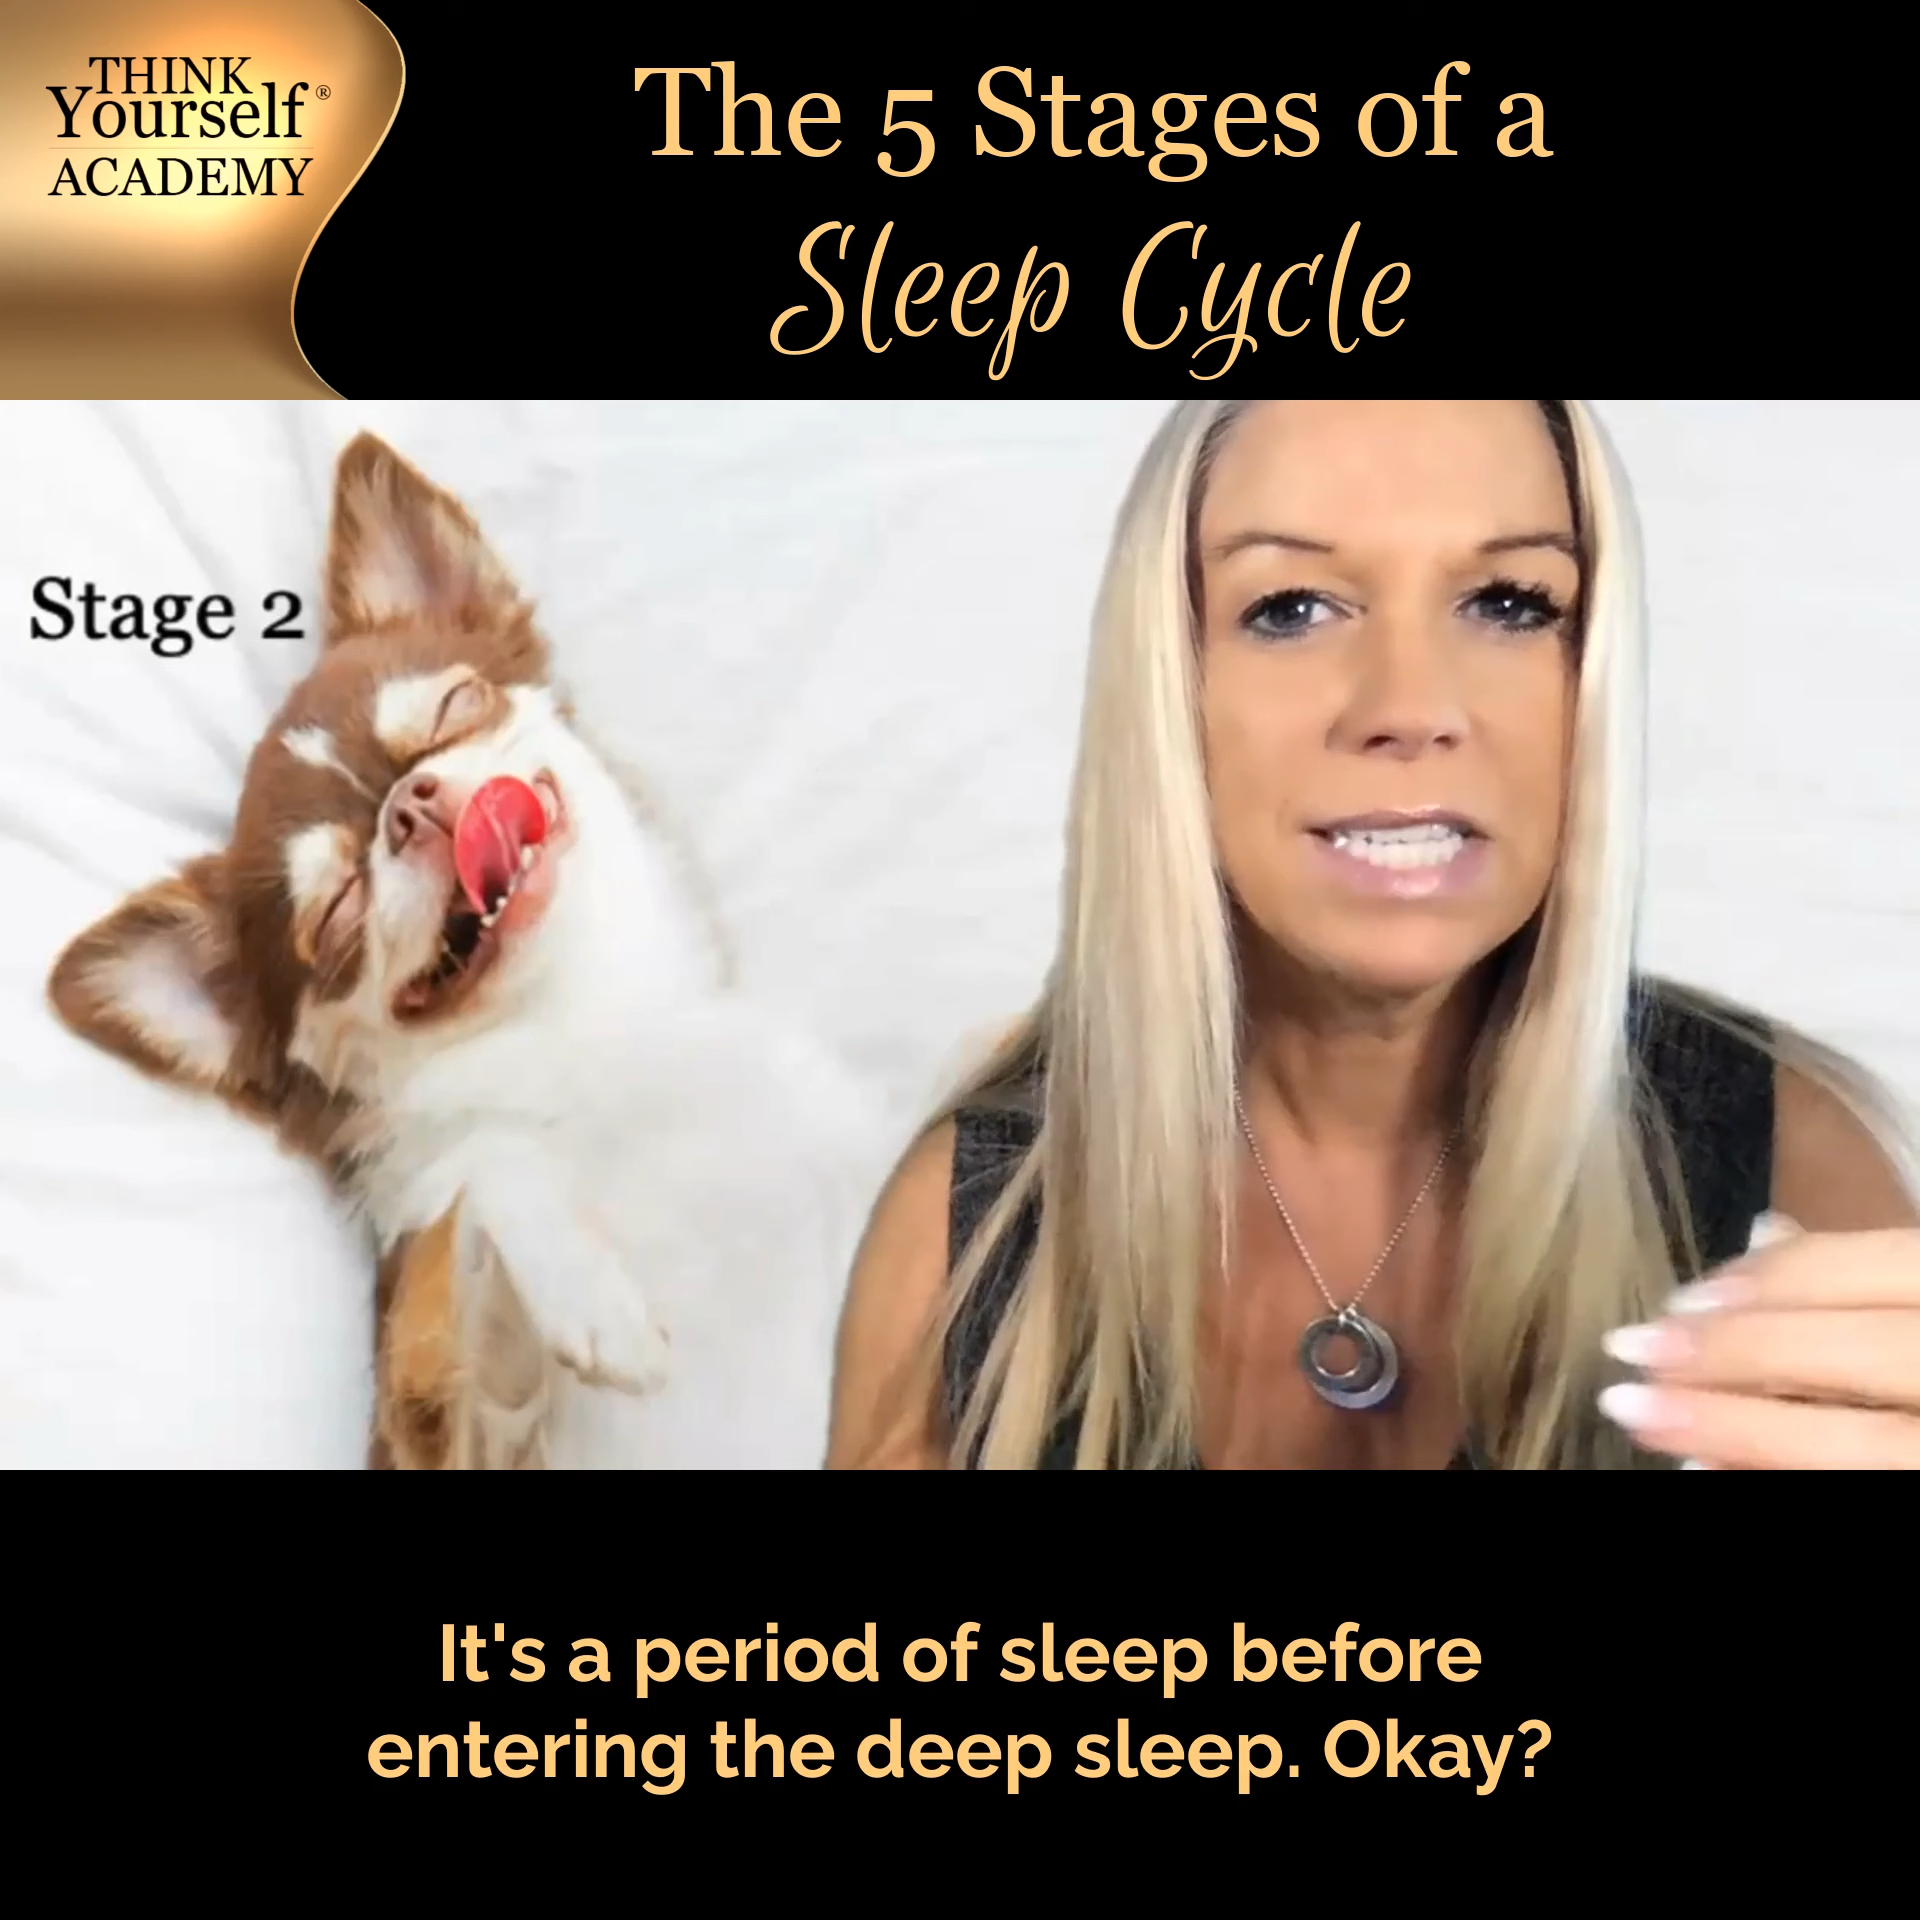 THINK
Yourself®
ACADEMY
The 5 Stages of a
Sleep Cycle
Stage 2
It's a period of sleep before
entering the deep sleep. Okay?